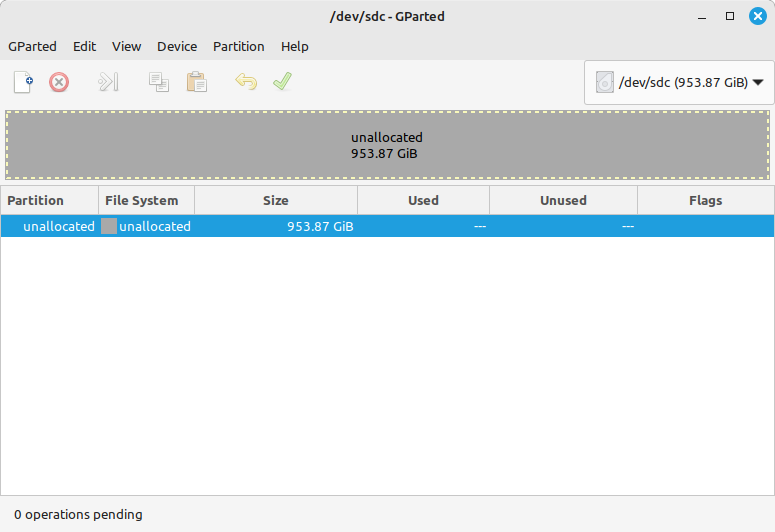 /dev/sdc - GParted
GParted Edit View Device Partition Help
/dev/sdc (953.87 GiB)
unallocated
953.87 GiB
Partition File System Size Used Unused Flags
unallocated unallocated 953.87 GiB --- ---
0 operations pending